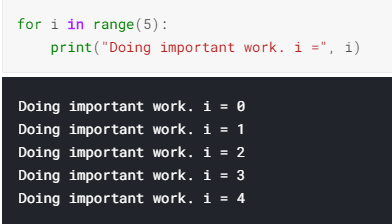 for i in range(5):
    print("Doing important work. i =", i)
Doing important work. i = 0
Doing important work. i = 1
Doing important work. i = 2
Doing important work. i = 3
Doing important work. i = 4